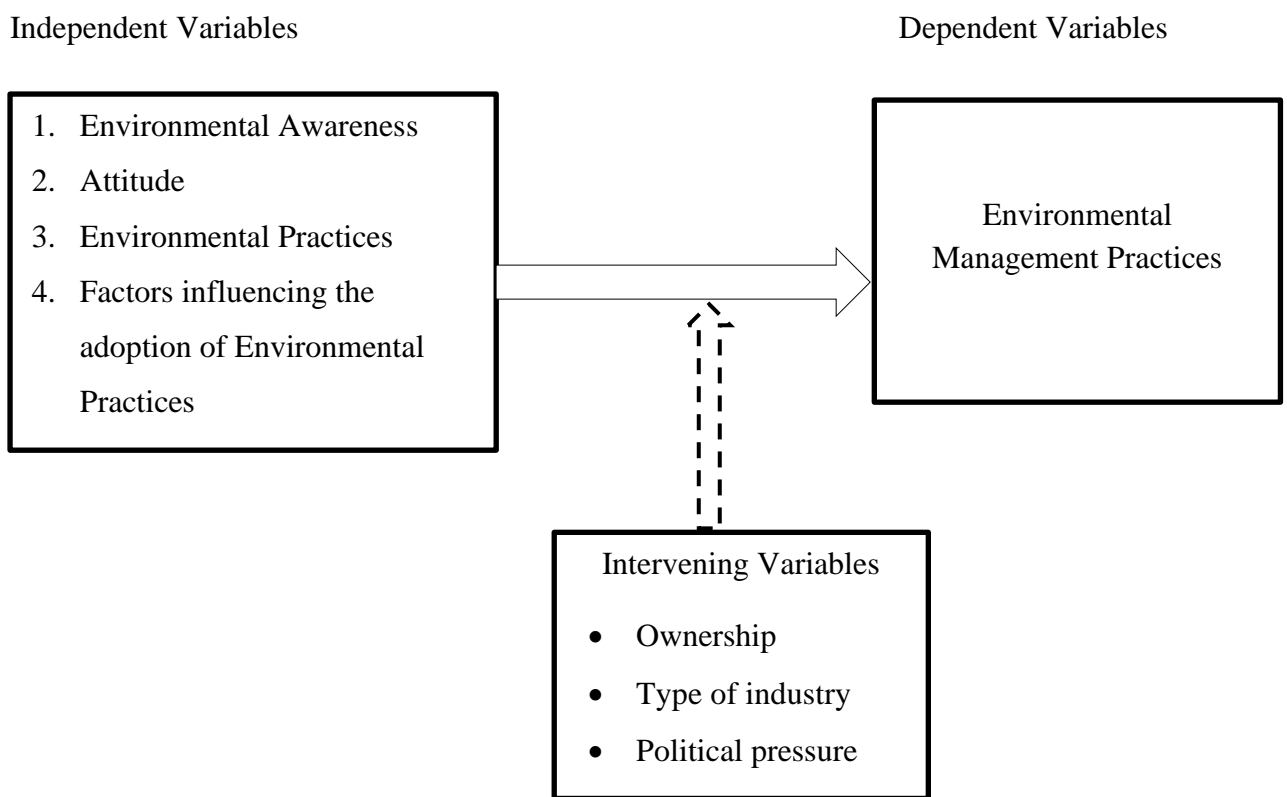 Independent Variables
Dependent Variables
1. Environmental Awareness
2. Attitude
3. Environmental Practices
4. Factors influencing the
adoption of Environmental
Practices
Environmental
Management Practices
Intervening Variables
• Ownership
• Type of industry
• Political pressure